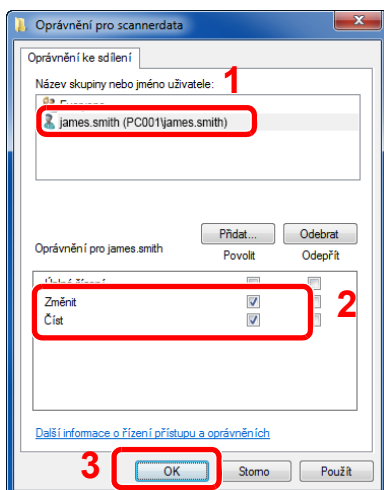 Oprávnění pro scannerdata
Oprávnění ke sdílení
Název skupiny nebo jméno uživatele:
1
james.smith (PC001\james.smith)
Přidat...
Odebrat
Oprávnění pro james.smith
Povolit
Odepřít
Změnit
Číst
2
Další informace o řízení přístupu a oprávněních
3
OK
Storno
Použít